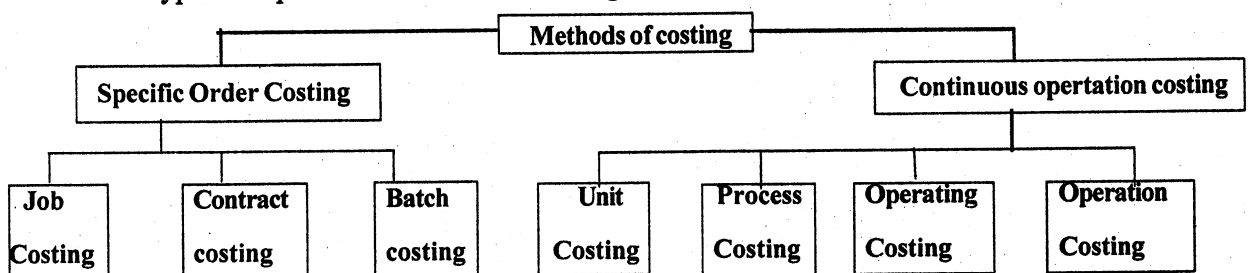 Methods of costing
Specific Order Costing
Continuous opertation costing
Job
Costing
Contract
costing
Batch
costing
Unit
Costing
Process
Costing
Operating
Costing
Operation
Costing